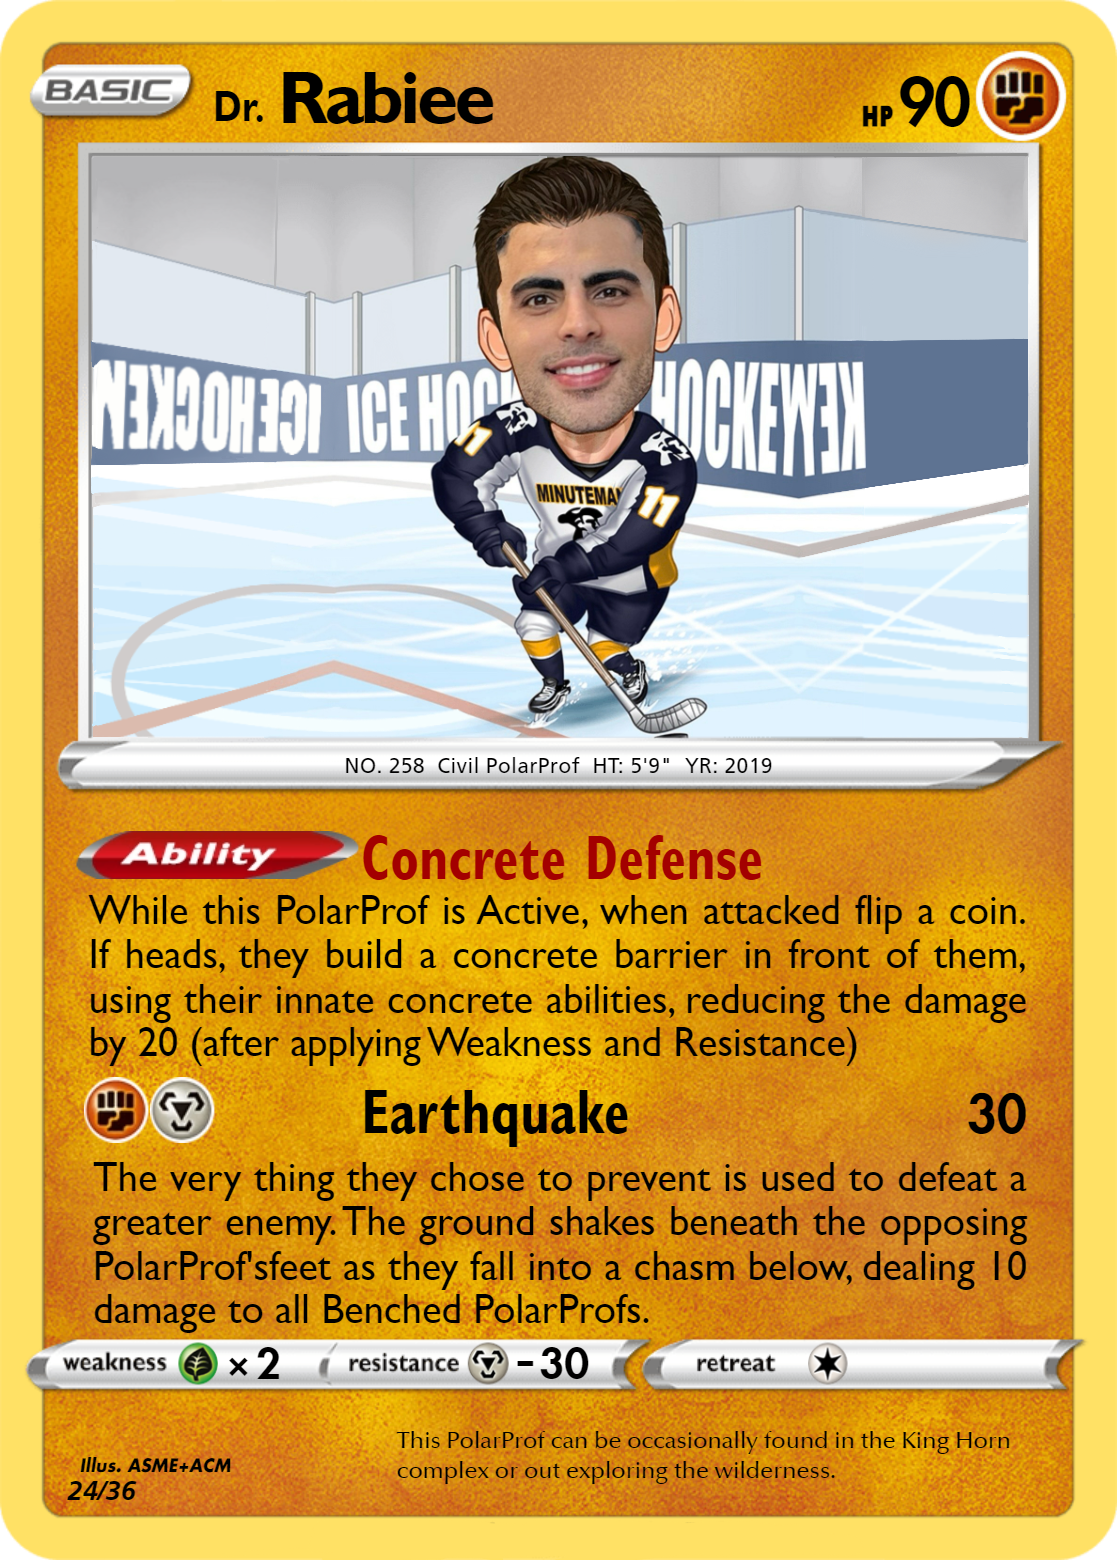 BASIC
Dr. Rabiee
HP 90
ICEHOCKEN
ICE HOC
HOCKEWEK
11
11
MINUTEMA
NO. 258 Civil PolarProf HT: 5'9" YR: 2019
Ability Concrete Defense
While this PolarProf is Active, when attacked flip a coin.
If heads, they build a concrete barrier in front of them,
using their innate concrete abilities, reducing the damage
by 20 (after applying Weakness and Resistance)
Earthquake 30
The very thing they chose to prevent is used to defeat a
greater enemy. The ground shakes beneath the opposing
PolarProf'sfeet as they fall into a chasm below, dealing 10
damage to all Benched PolarProfs.
weakness ×2 resistance -30 retreat
This PolarProf can be occasionally found in the King Horn
complex or out exploring the wilderness.
Illus. ASME+ACM
24/36